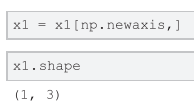 x1 = x1[np.newaxis,]
x1.shape
(1, 3)